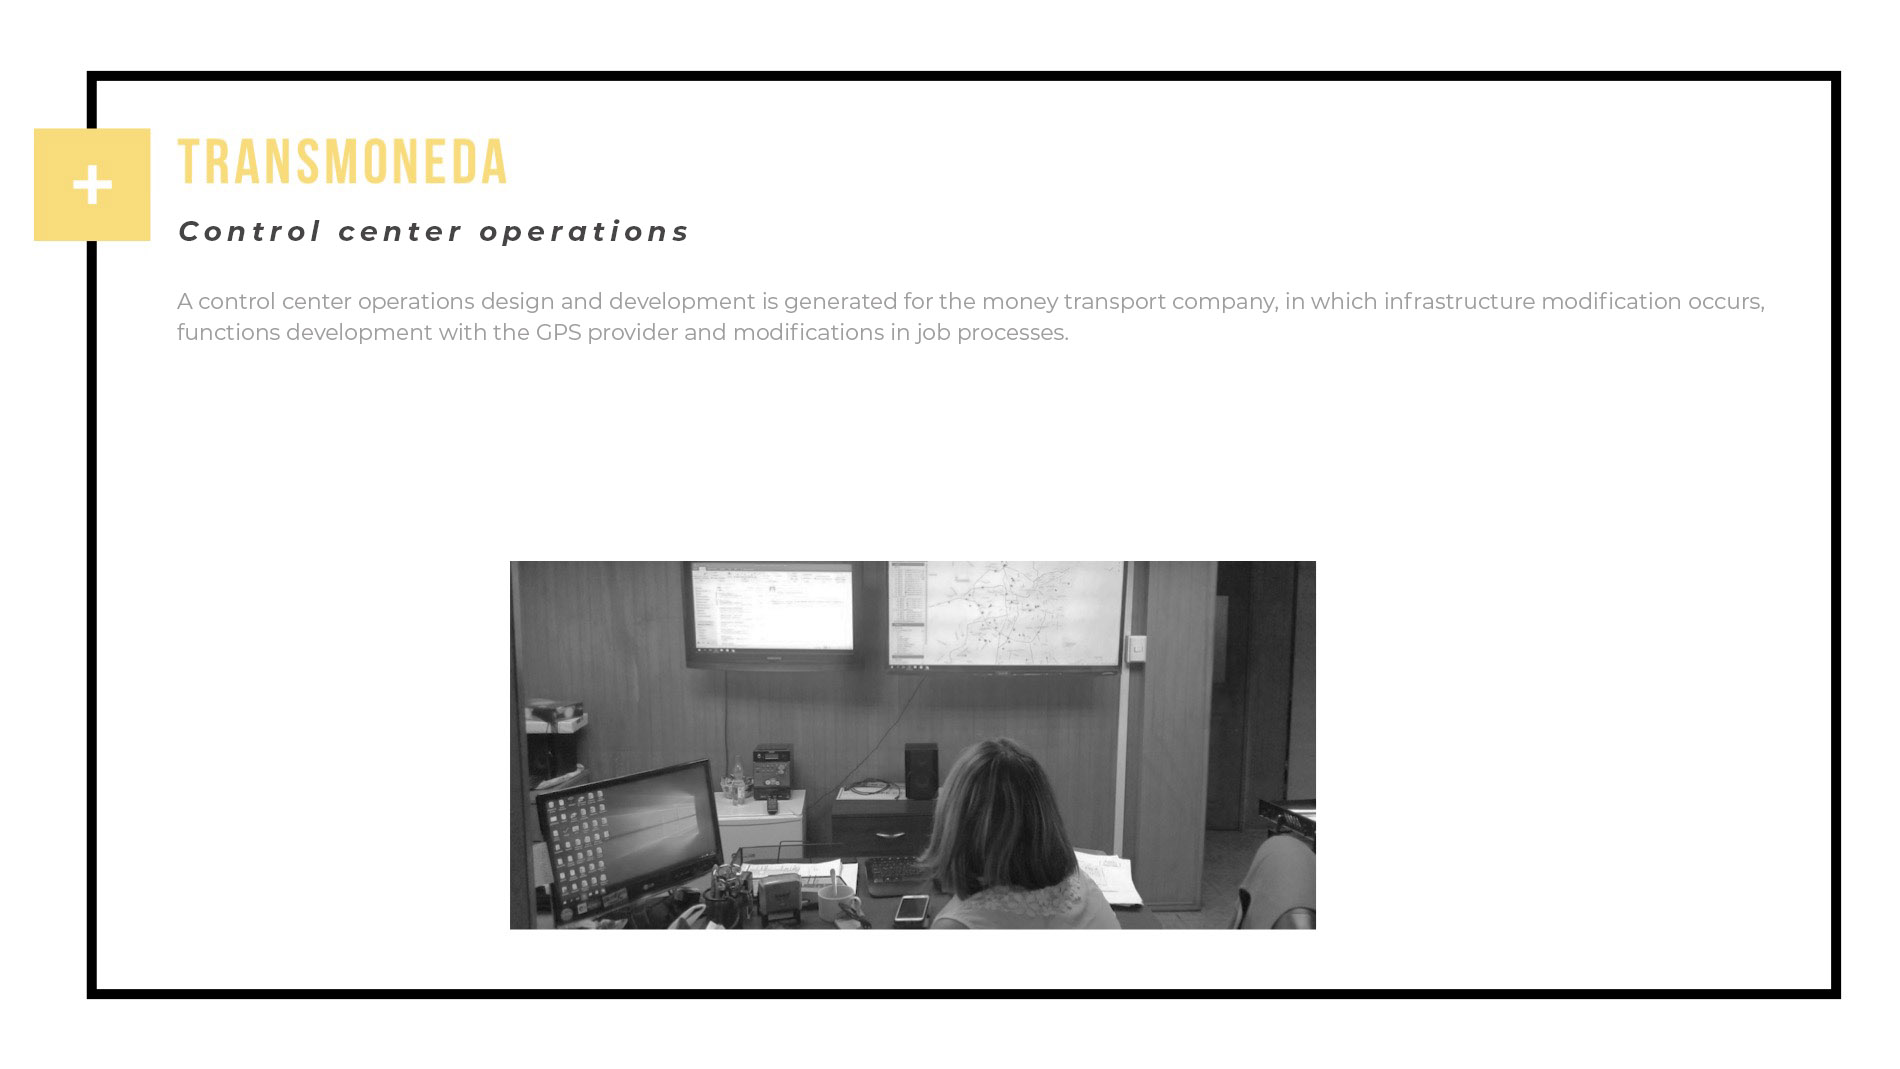 +
TRANSMONEDA
Control center operations
A control center operations design and development is generated for the money transport company, in which infrastructure modification occurs,
functions development with the GPS provider and modifications in job processes.